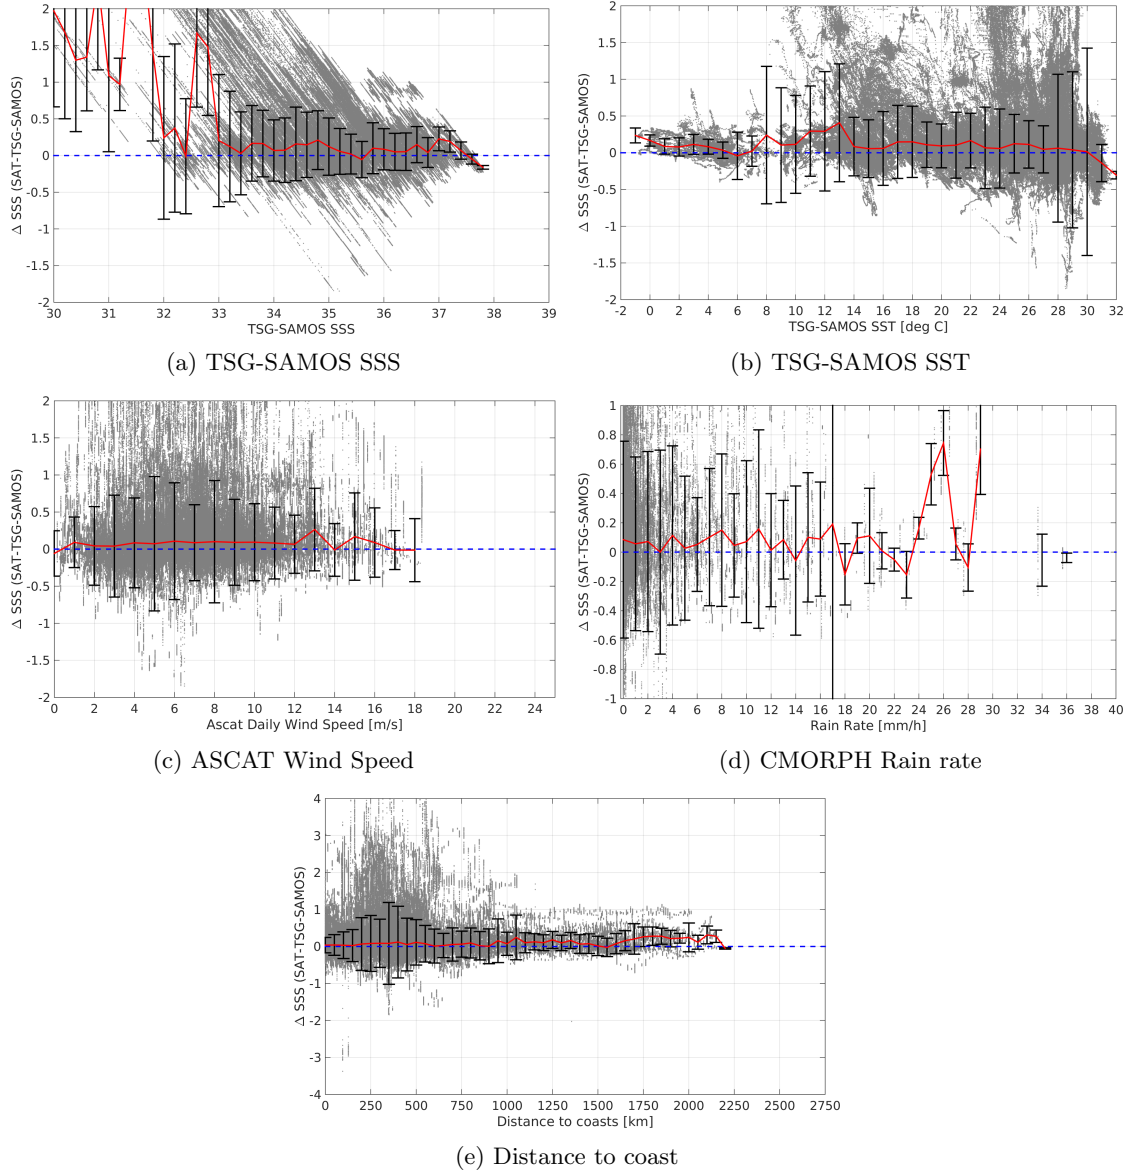 2
1.5
1
0.5
0
-0.5
-1
-1.5
-2
Δ SSS (SAT-TSG-SAMOS)
30 31 32 33 34 35 36 37 38 39
TSG-SAMOS SSS
(a) TSG-SAMOS SSS
2
1.5
1
0.5
0
-0.5
-1
-1.5
-2
Δ SSS (SAT-TSG-SAMOS)
-2 0 2 4 6 8 10 12 14 16 18 20 22 24 26 28 30 32
TSG-SAMOS SST [deg C]
(b) TSG-SAMOS SST
2
1.5
1
0.5
0
-0.5
-1
-1.5
-2
Δ SSS (SAT-TSG-SAMOS)
0 2 4 6 8 10 12 14 16 18 20 22 24
Ascat Daily Wind Speed [m/s]
(c) ASCAT Wind Speed
1
0.8
0.6
0.4
0.2
0
-0.2
-0.4
-0.6
-0.8
-1
Δ SSS (SAT-TSG-SAMOS)
0 2 4 6 8 10 12 14 16 18 20 22 24 26 28 30 32 34 36 38 40
Rain Rate [mm/h]
(d) CMORPH Rain rate
4
3
2
1
0
-1
-2
-3
-4
Δ SSS (SAT-TSG-SAMOS)
0 250 500 750 1000 1250 1500 1750 2000 2250 2500 2750
Distance to coasts [km]
(e) Distance to coast